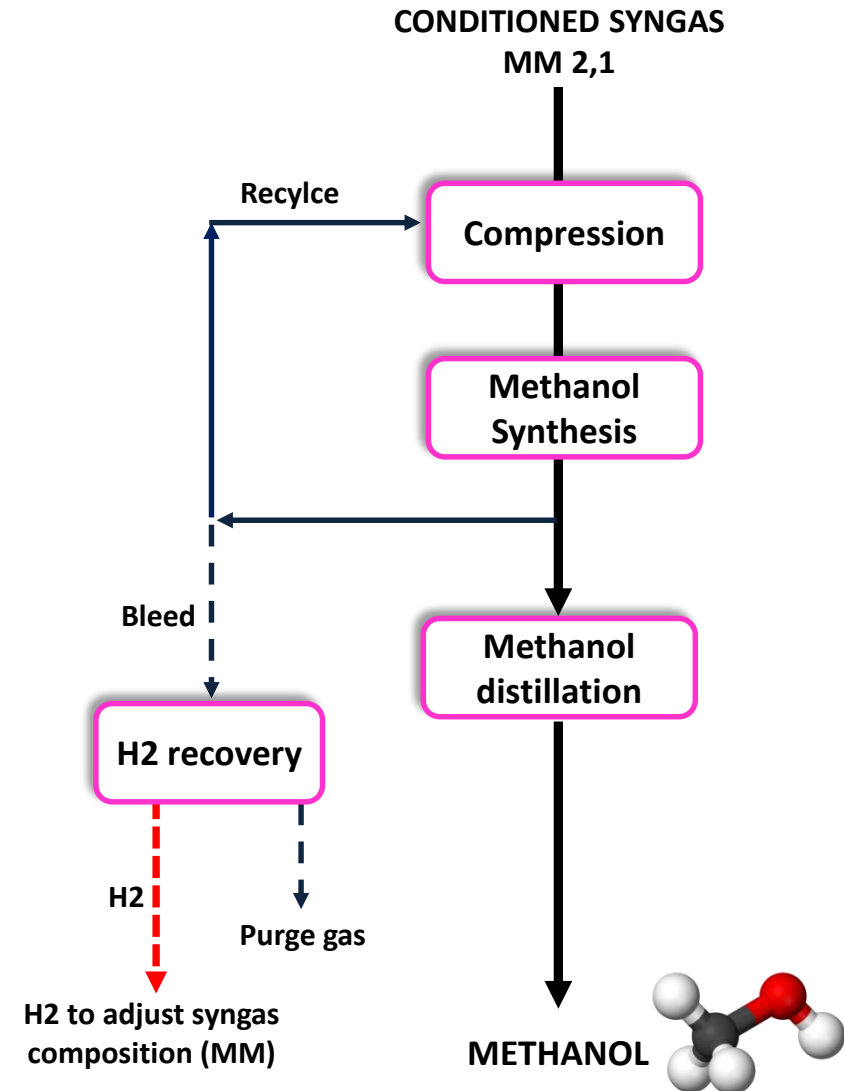 CONDITIONED SYNGAS
MM 2,1
Recylce
Compression
Methanol
Synthesis
Bleed
Methanol
distillation
H2 recovery
H2
Purge gas
H2 to adjust syngas
composition (MM)
METHANOL